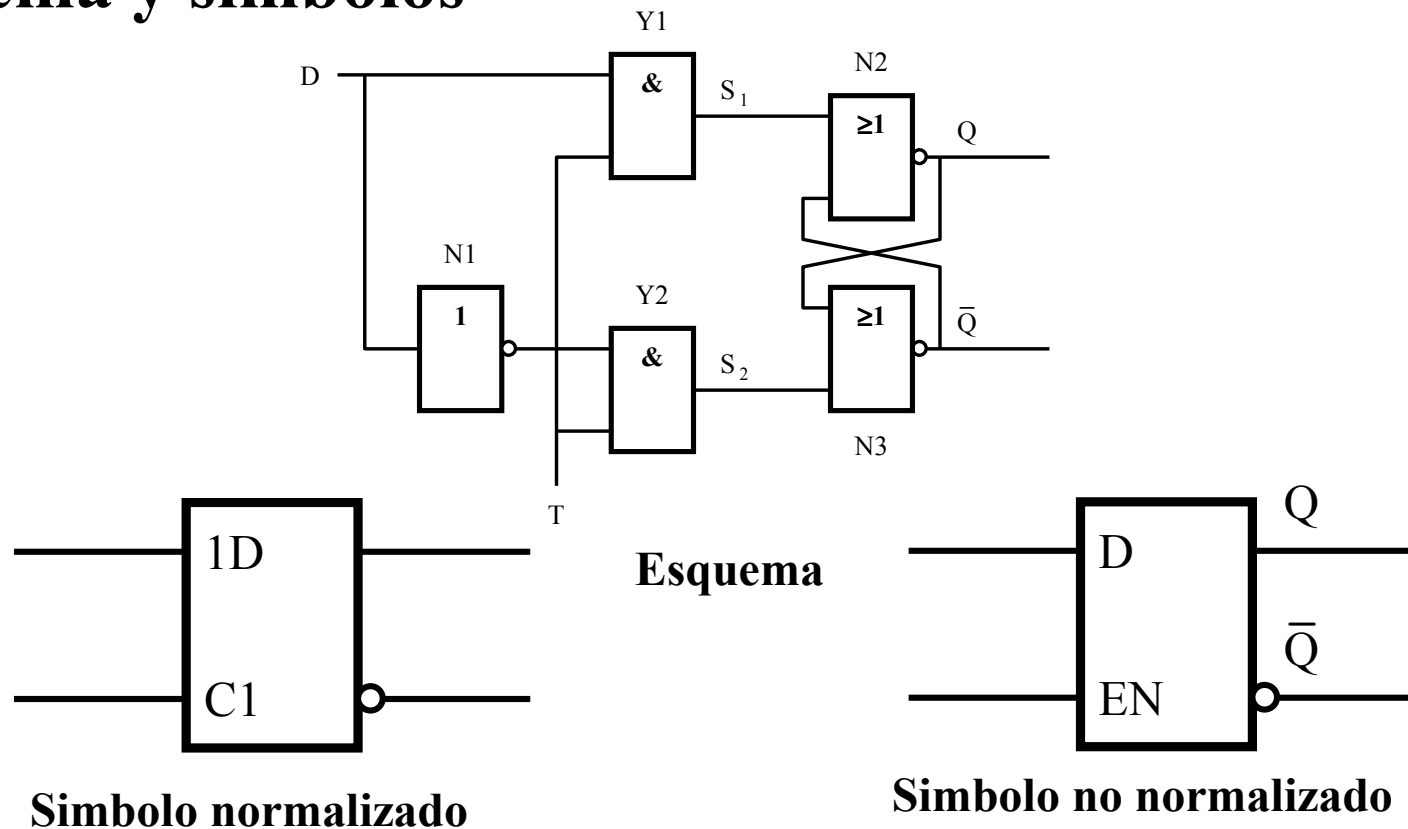 y simbolos
Y1
D
&
S1
N2
≥1
Q
N1
1
Y2
&
S2
≥1
Q̅
N3
T
1D
C1
Esquema
D
EN
Q
Q̅
Simbolo normalizado
Simbolo no normalizado